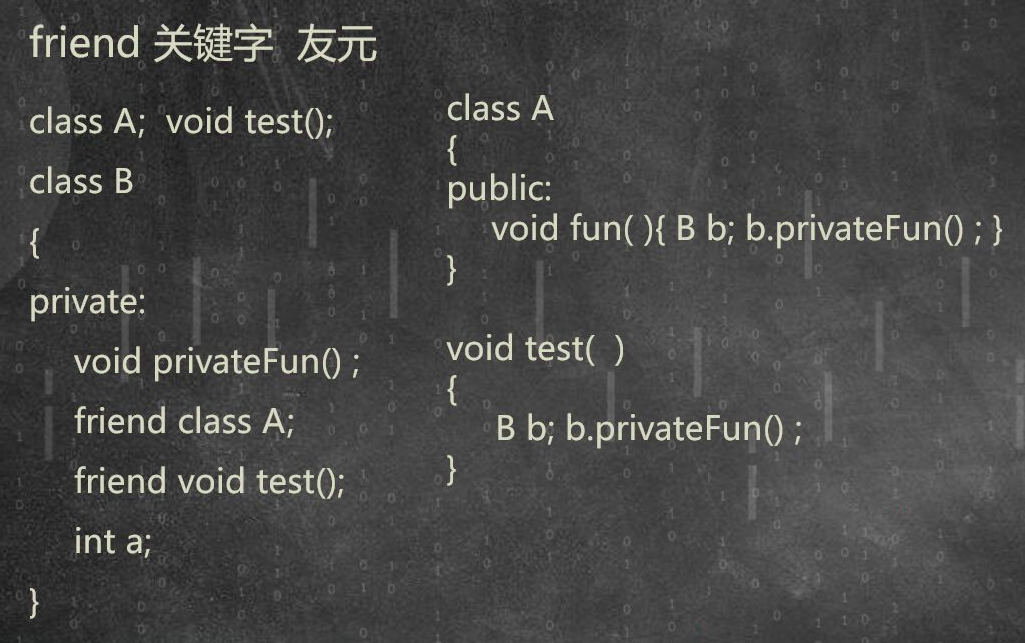 friend 关键字 友元
class A; void test();
class B
{
private:
void privateFun() ;
friend class A;
friend void test();
int a;
}
class A
{
public:
void fun( ){ B b; b.privateFun() ; }
}
void test( )
{
B b; b.privateFun() ;
}